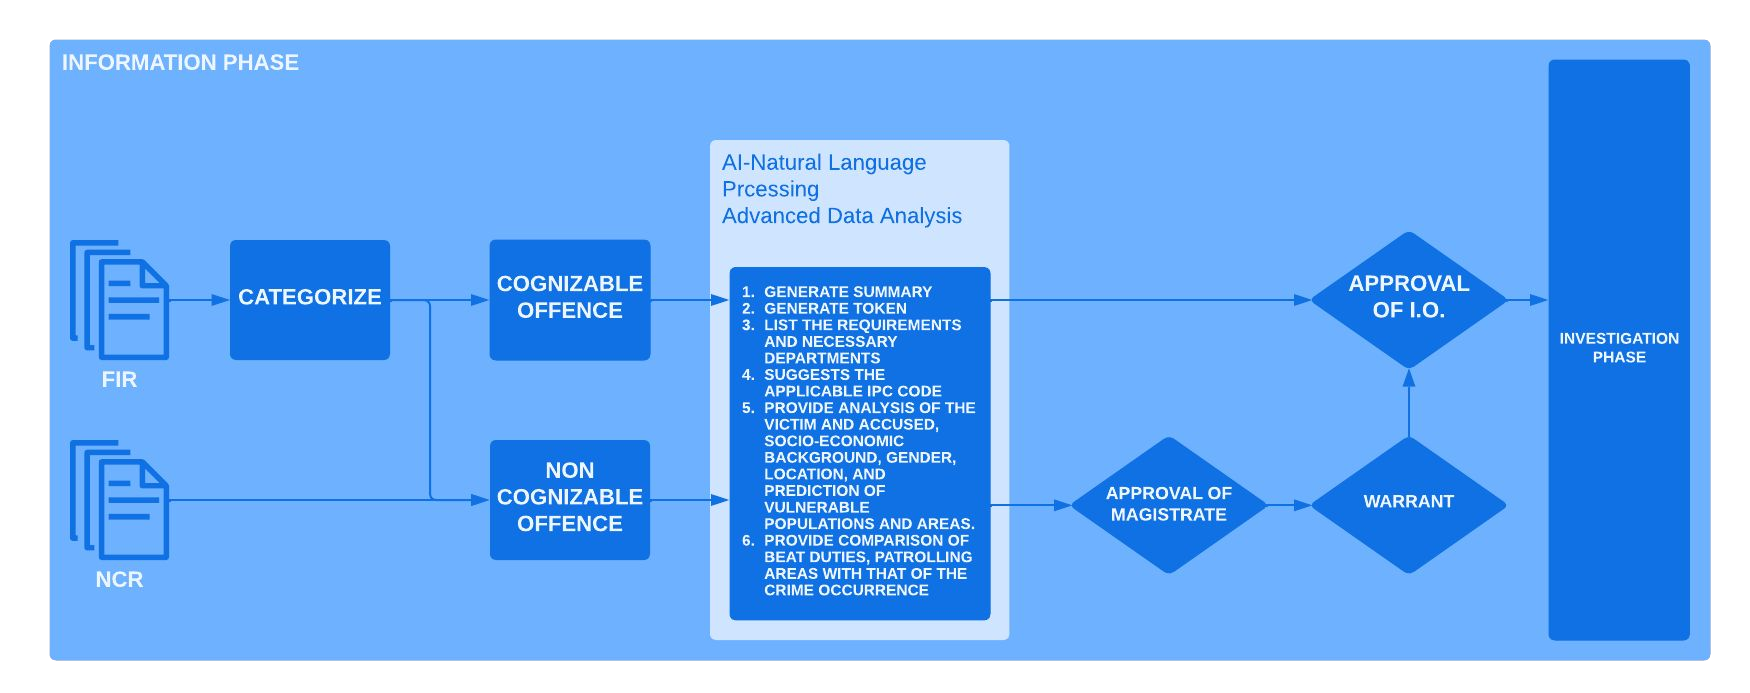 INFORMATION PHASE
AI-Natural Language
Prcessing
Advanced Data Analysis
FIR
CATEGORIZE
COGNIZABLE
OFFENCE
NCR
NON
COGNIZABLE
OFFENCE
1. GENERATE SUMMARY
2. GENERATE TOKEN
3. LIST THE REQUIREMENTS
AND NECESSARY
DEPARTMENTS
4. SUGGESTS THE
APPLICABLE IPC CODE
5. PROVIDE ANALYSIS OF THE
VICTIM AND ACCUSED,
SOCIO-ECONOMIC
BACKGROUND, GENDER,
LOCATION, AND
PREDICTION OF
VULNERABLE
POPULATIONS AND AREAS.
6. PROVIDE COMPARISON OF
BEAT DUTIES, PATROLLING
AREAS WITH THAT OF THE
CRIME OCCURRENCE
APPROVAL OF
MAGISTRATE
WARRANT
APPROVAL
OF I.O.
INVESTIGATION
PHASE